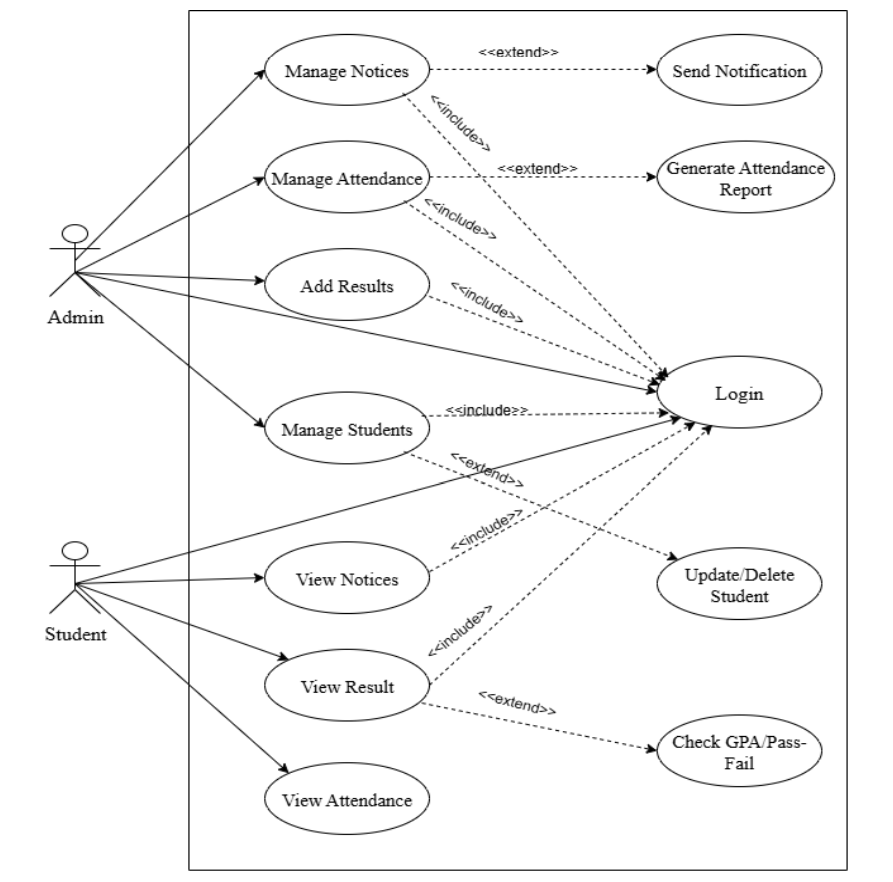 <<extend>>
Manage Notices
Send Notification
<<include>>
Manage Attendance
<<extend>>
Generate Attendance
Report
<<include>>
Add Results
<<include>>
Admin
Login
Manage Students
<<include>>
<<extend>>
<<include>>
View Notices
Update/Delete
Student
Student
<<include>>
View Result
<<extend>>
Check GPA/Pass-
Fail
View Attendance